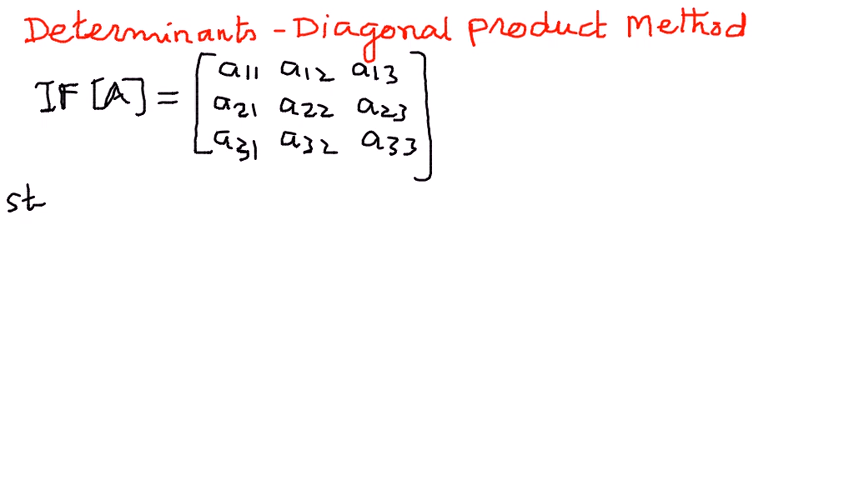 Determinants - Diagonal product Method
IF [A] = [a11 a12 a13
a21 a22 a23
a31 a32 a33]
st